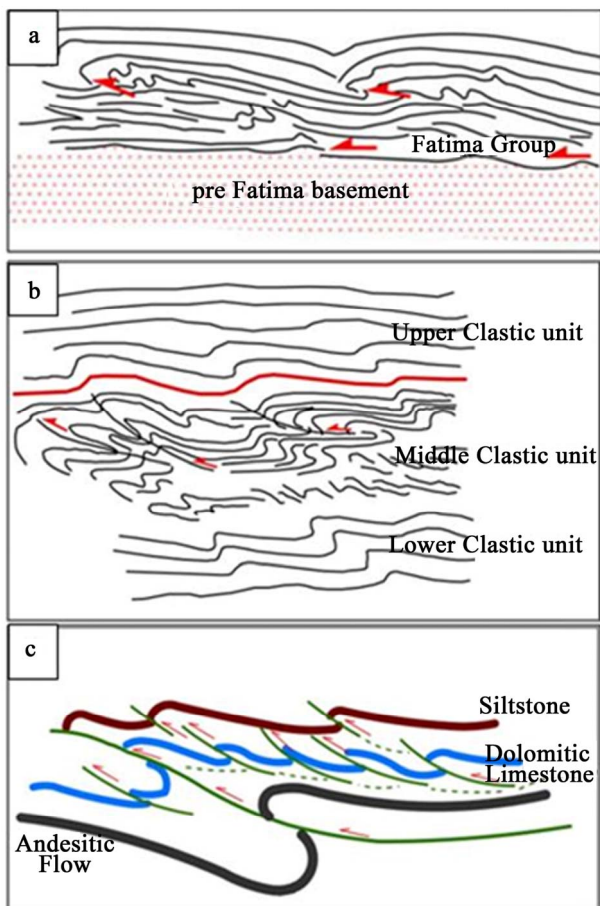 a
Fatima Group
pre Fatima basement
b
Upper Clastic unit
Middle Clastic unit
Lower Clastic unit
c
Siltstone
Dolomitic
Limestone
Andesitic
Flow